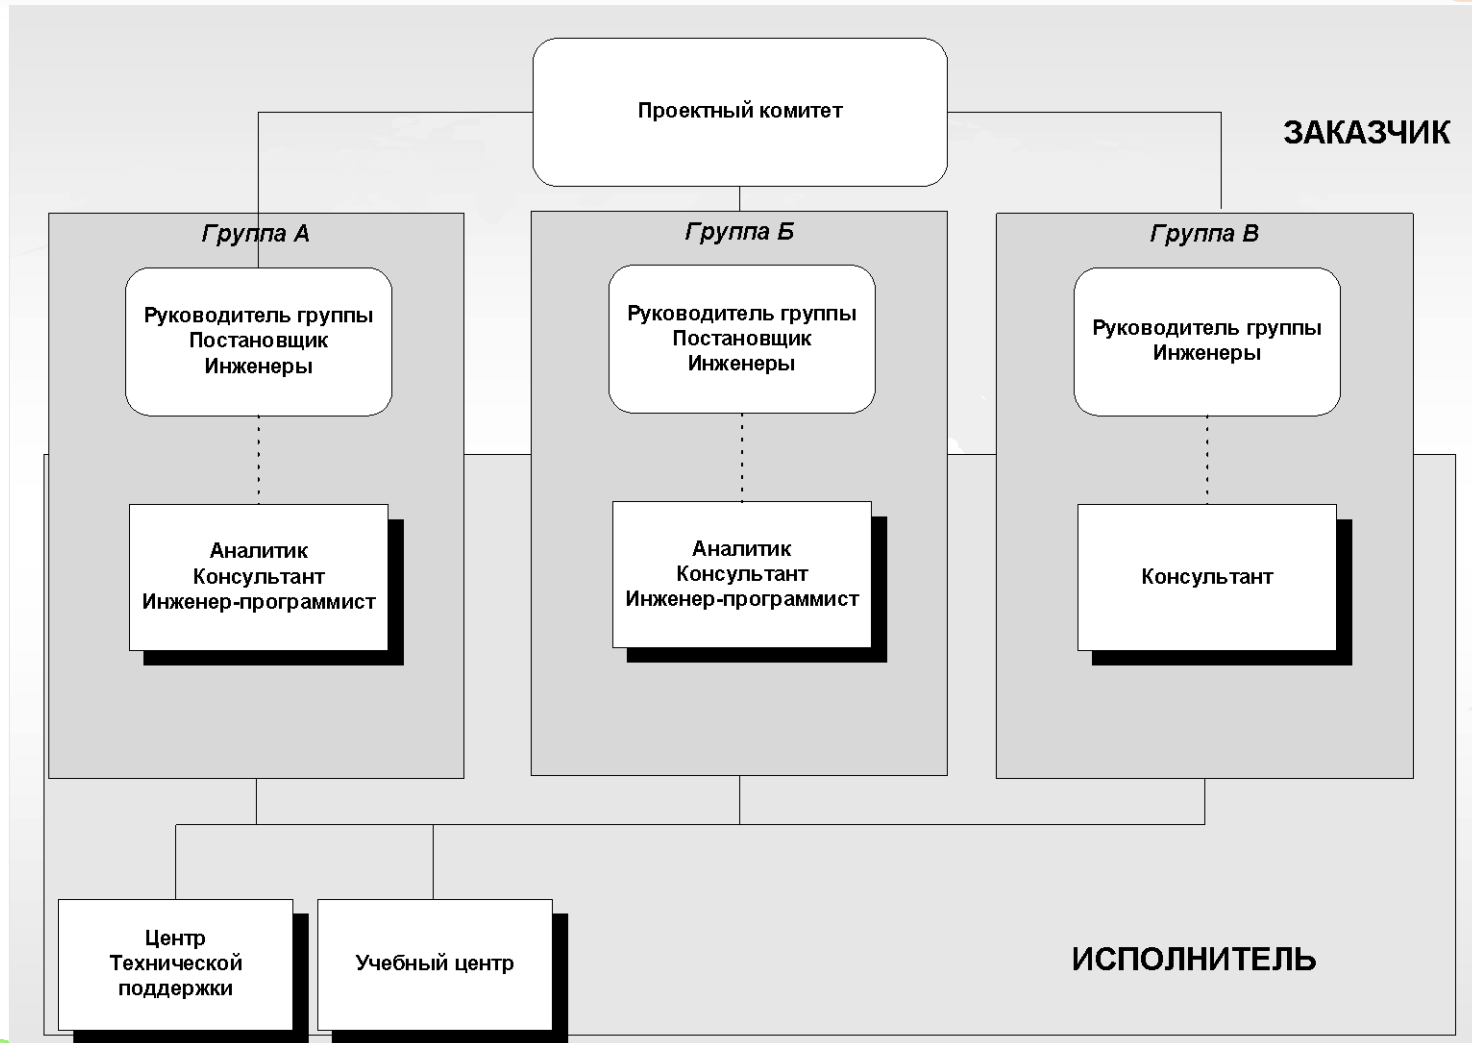 Проектный комитет
ЗАКАЗЧИК
Группа А
Руководитель группы
Постановщик
Инженеры
Аналитик
Консультант
Инженер-программист
Группа Б
Руководитель группы
Постановщик
Инженеры
Аналитик
Консультант
Инженер-программист
Группа В
Руководитель группы
Инженеры
Консультант
Центр
Технической
поддержки
Учебный центр
ИСПОЛНИТЕЛЬ